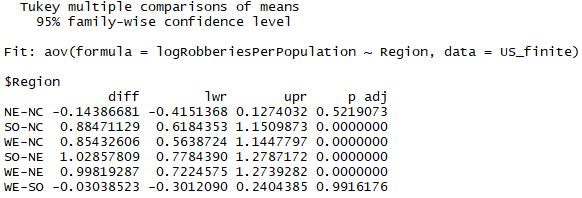 Tukey multiple comparisons of means
95% family-wise confidence level
Fit: aov(formula = logRobberiesPerPopulation ~ Region, data = US_finite)
$Region
diff lwr upr p adj
NE-NC -0.14386681 -0.4151368 0.1274032 0.5219073
SO-NC 0.88471129 0.6184353 1.1509873 0.0000000
WE-NC 0.85432606 0.5638724 1.1447797 0.0000000
SO-NE 1.02857809 0.7784390 1.2787172 0.0000000
WE-NE 0.99819287 0.7224575 1.2739282 0.0000000
WE-SO -0.03038523 -0.3012090 0.2404385 0.9916176